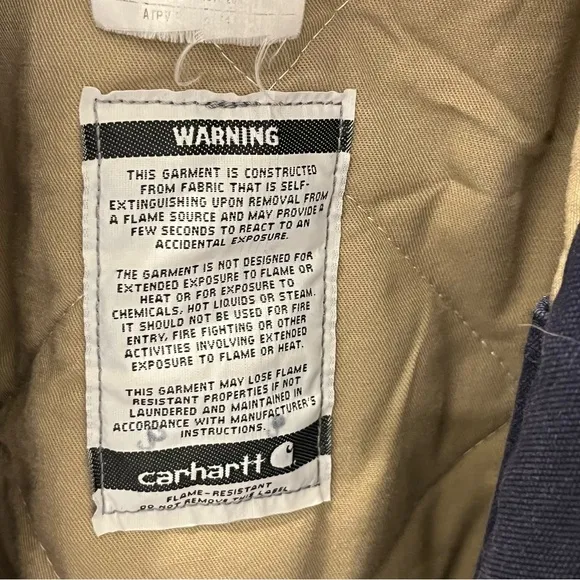 WARNING
THIS GARMENT IS CONSTRUCTED
FROM FABRIC THAT IS SELF-
EXTINGUISHING UPON REMOVAL FROM
A FLAME SOURCE AND MAY PROVIDE A
FEW SECONDS TO REACT TO AN
ACCIDENTAL EXPOSURE.
THE GARMENT IS NOT DESIGNED FOR
EXTENDED EXPOSURE TO FLAME OR
HEAT OR FOR EXPOSURE TO
CHEMICALS, HOT LIQUIDS OR STEAM.
IT SHOULD NOT BE USED FOR FIRE
ENTRY, FIRE FIGHTING OR OTHER
ACTIVITIES INVOLVING EXTENDED
EXPOSURE TO FLAME OR HEAT.
THIS GARMENT MAY LOSE FLAME
RESISTANT PROPERTIES IF NOT
LAUNDERED AND MAINTAINED IN
ACCORDANCE WITH MANUFACTURER'S
INSTRUCTIONS.
carhartt
FLAME-RESISTANT
DO NOT REMOVE THIS LABEL